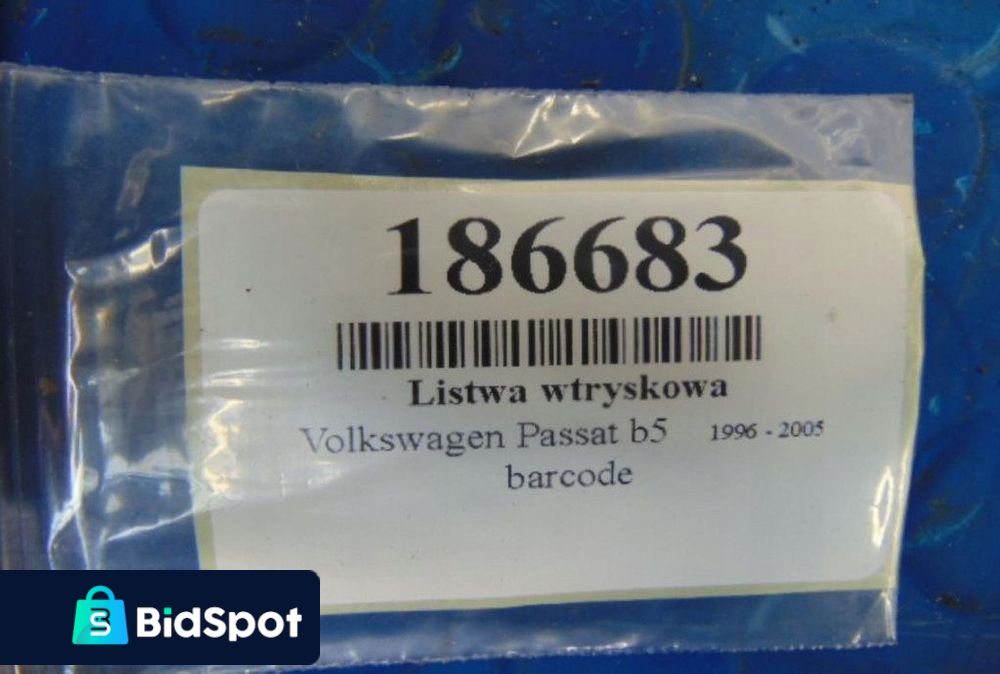 186683
Listwa wtryskowa
Volkswagen Passat b5 1996 - 2005
barcode
BidSpot